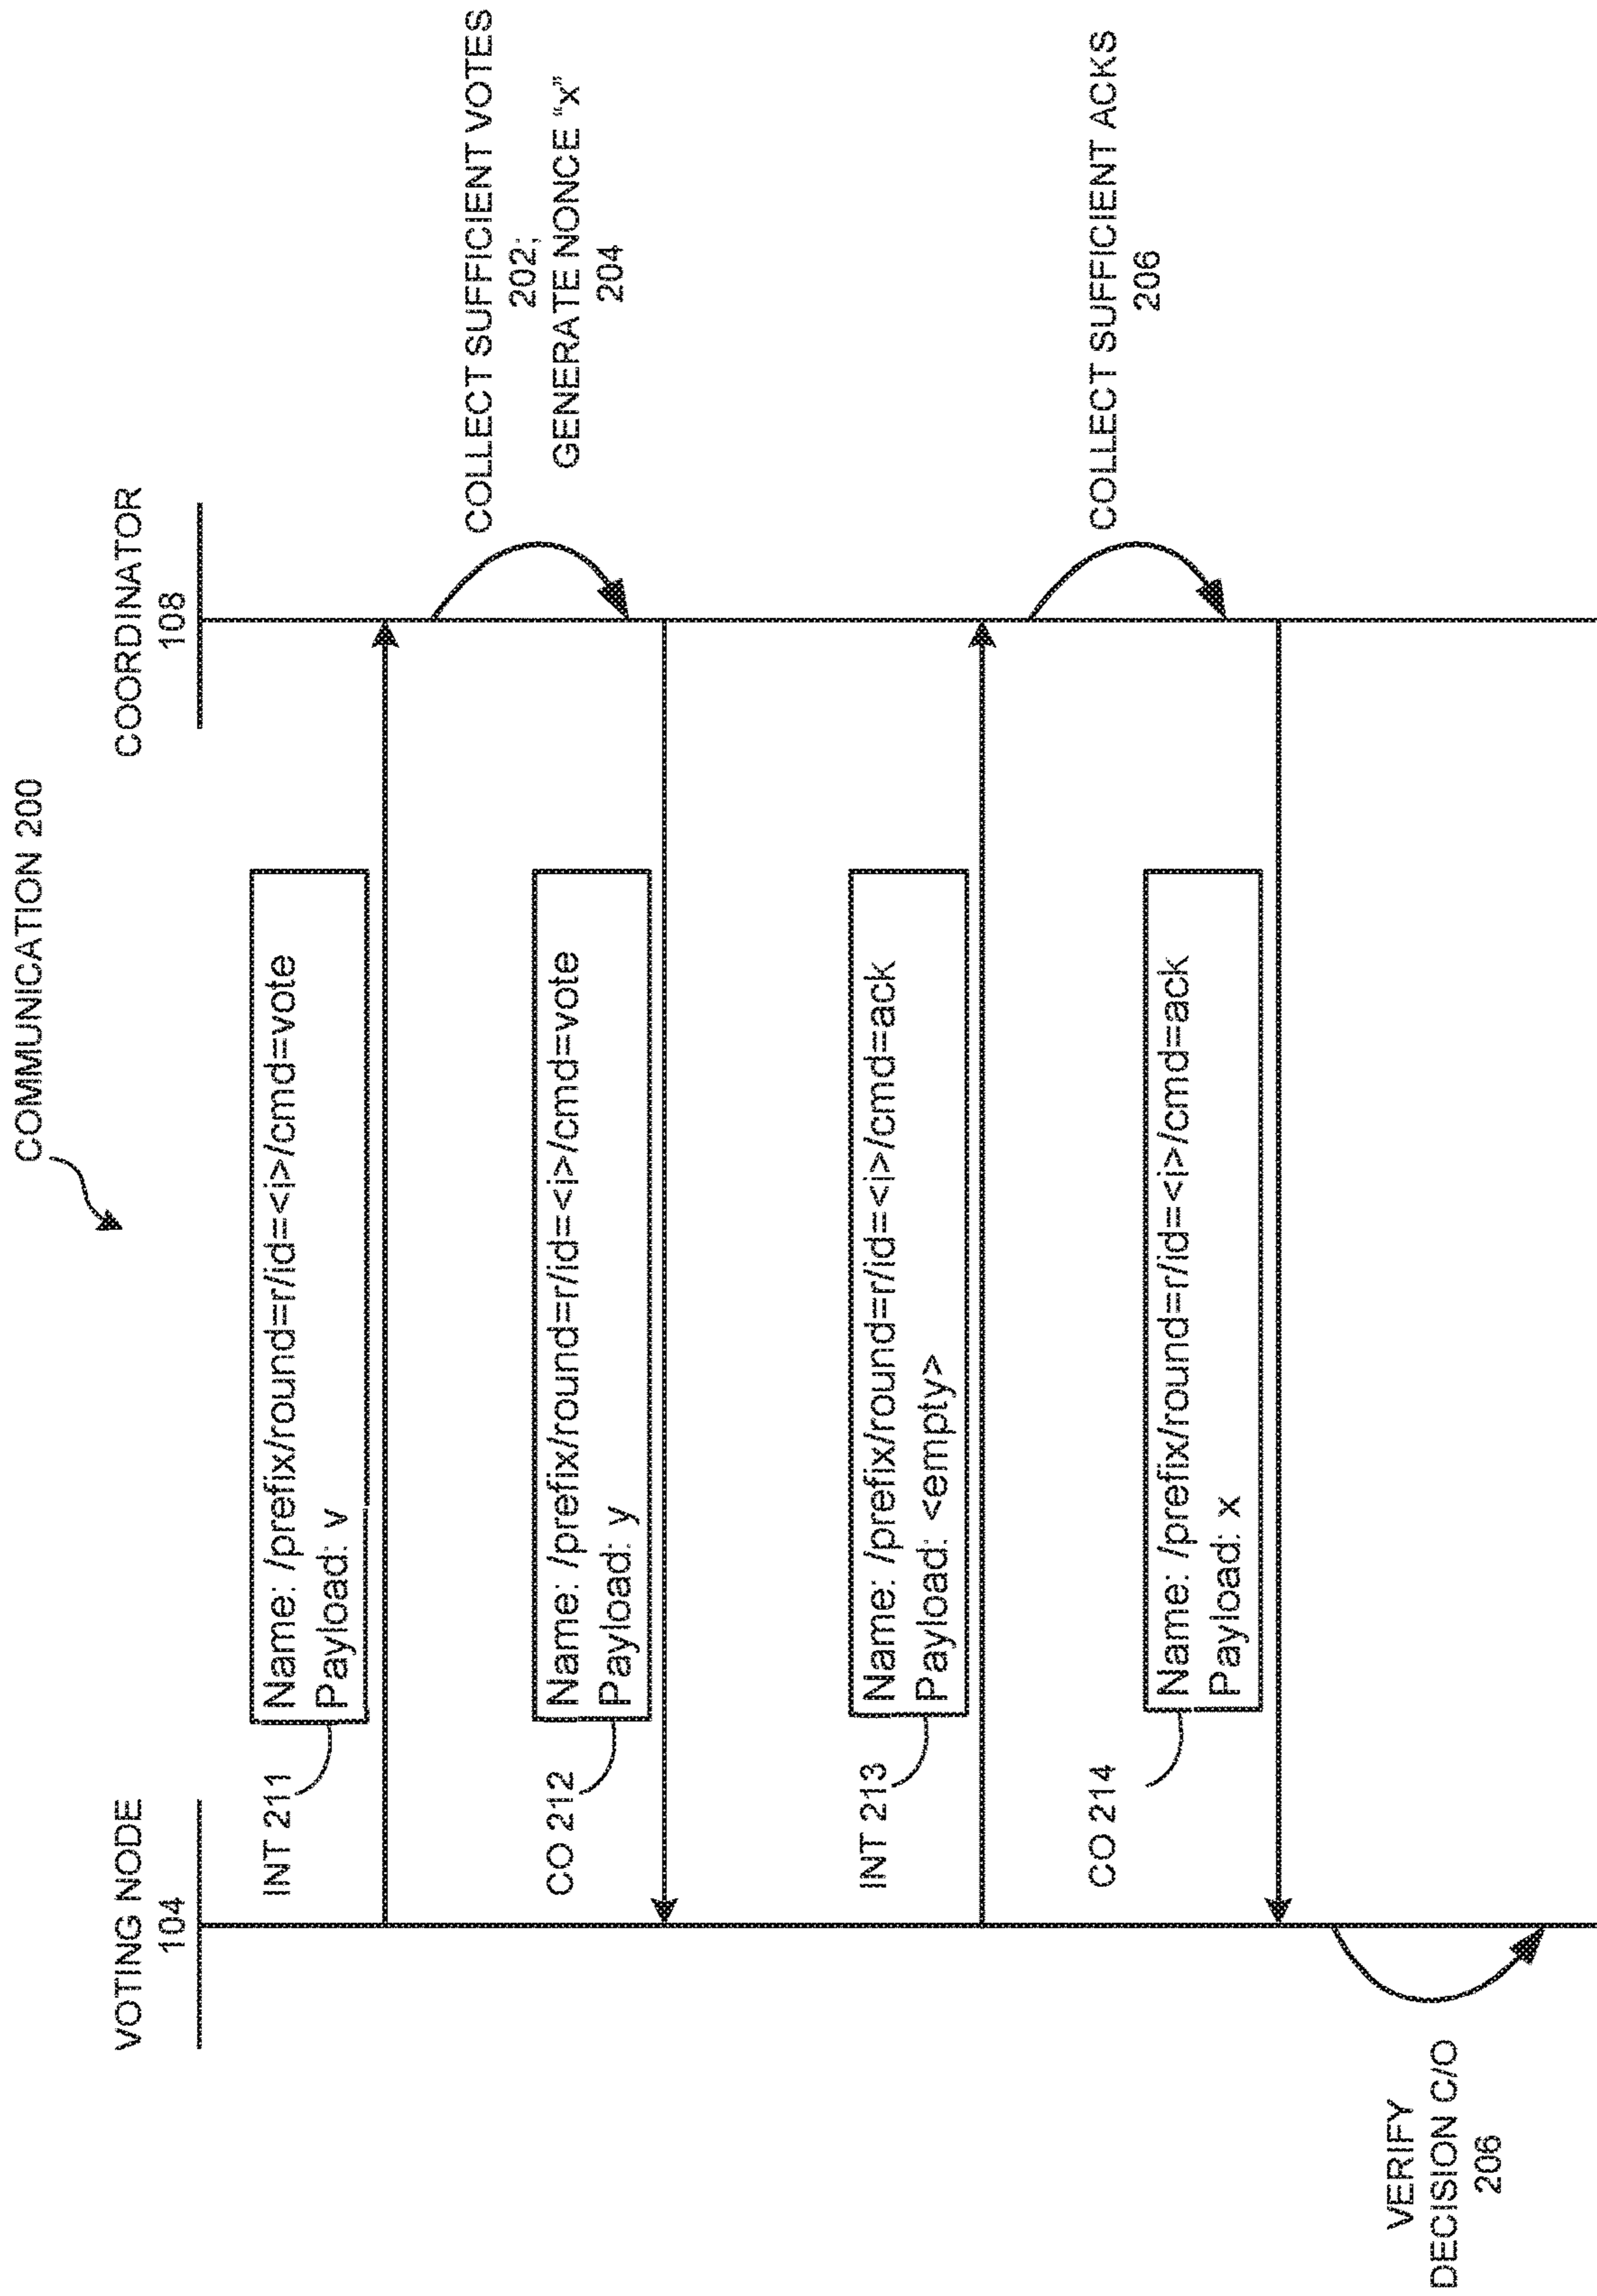 COMMUNICATION 200
VOTING NODE
104
COORDINATOR
108
INT 211
Name: /prefix/round=r/id=<i>/cmd=vote
Payload: v
COLLECT SUFFICIENT VOTES
202;
GENERATE NONCE "x"
204
CO 212
Name: /prefix/round=r/id=<i>/cmd=vote
Payload: y
INT 213
Name: /prefix/round=r/id=<i>/cmd=ack
Payload: <empty>
COLLECT SUFFICIENT ACKS
206
CO 214
Name: /prefix/round=r/id=<i>/cmd=ack
Payload: x
VERIFY
DECISION C/O
206